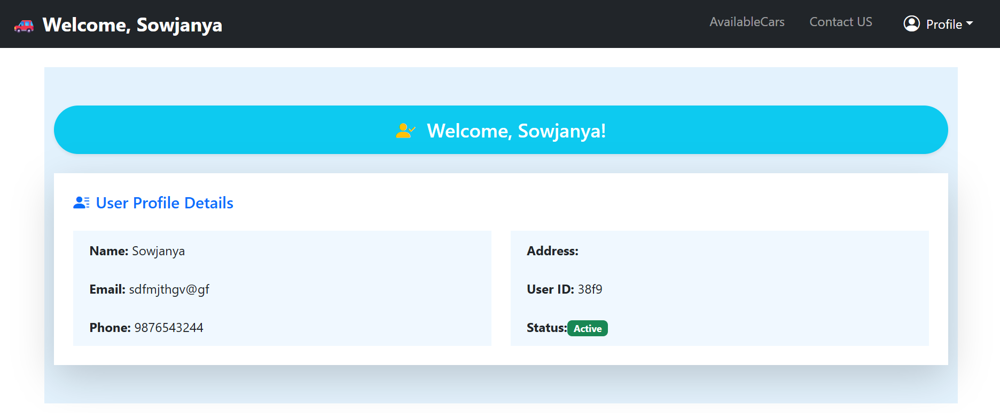 Welcome, Sowjanya
AvailableCars
Contact US
Profile
Welcome, Sowjanya!
User Profile Details
Name: Sowjanya
Email: sdfmjthgv@gf
Phone: 9876543244
Address:
User ID: 38f9
Status: Active